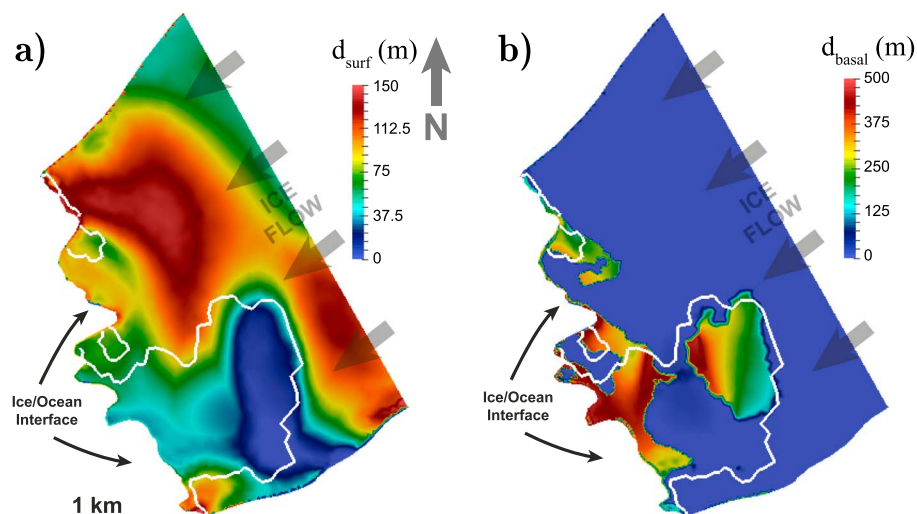 a)
d_surf (m)
150
112.5
75
37.5
0
N
ICE
FLOW
Ice/Ocean
Interface
1 km
b)
d_basal (m)
500
375
250
125
0
ICE
FLOW
Ice/Ocean
Interface